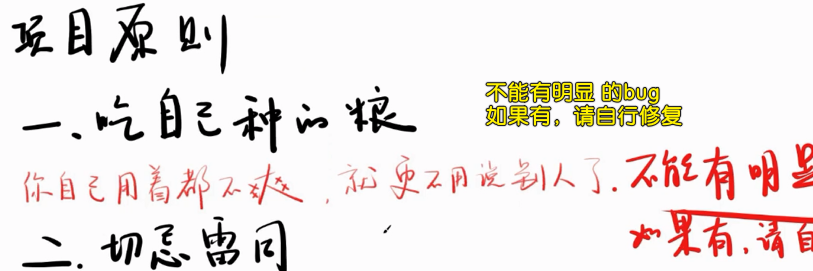 项目原则
一、吃自己种的粮
不能有明显 的bug
如果有，请自行修复
你自己用着都不爽，就更不用说别人了.不能有明显
如果有,请自
二.切忌雷同